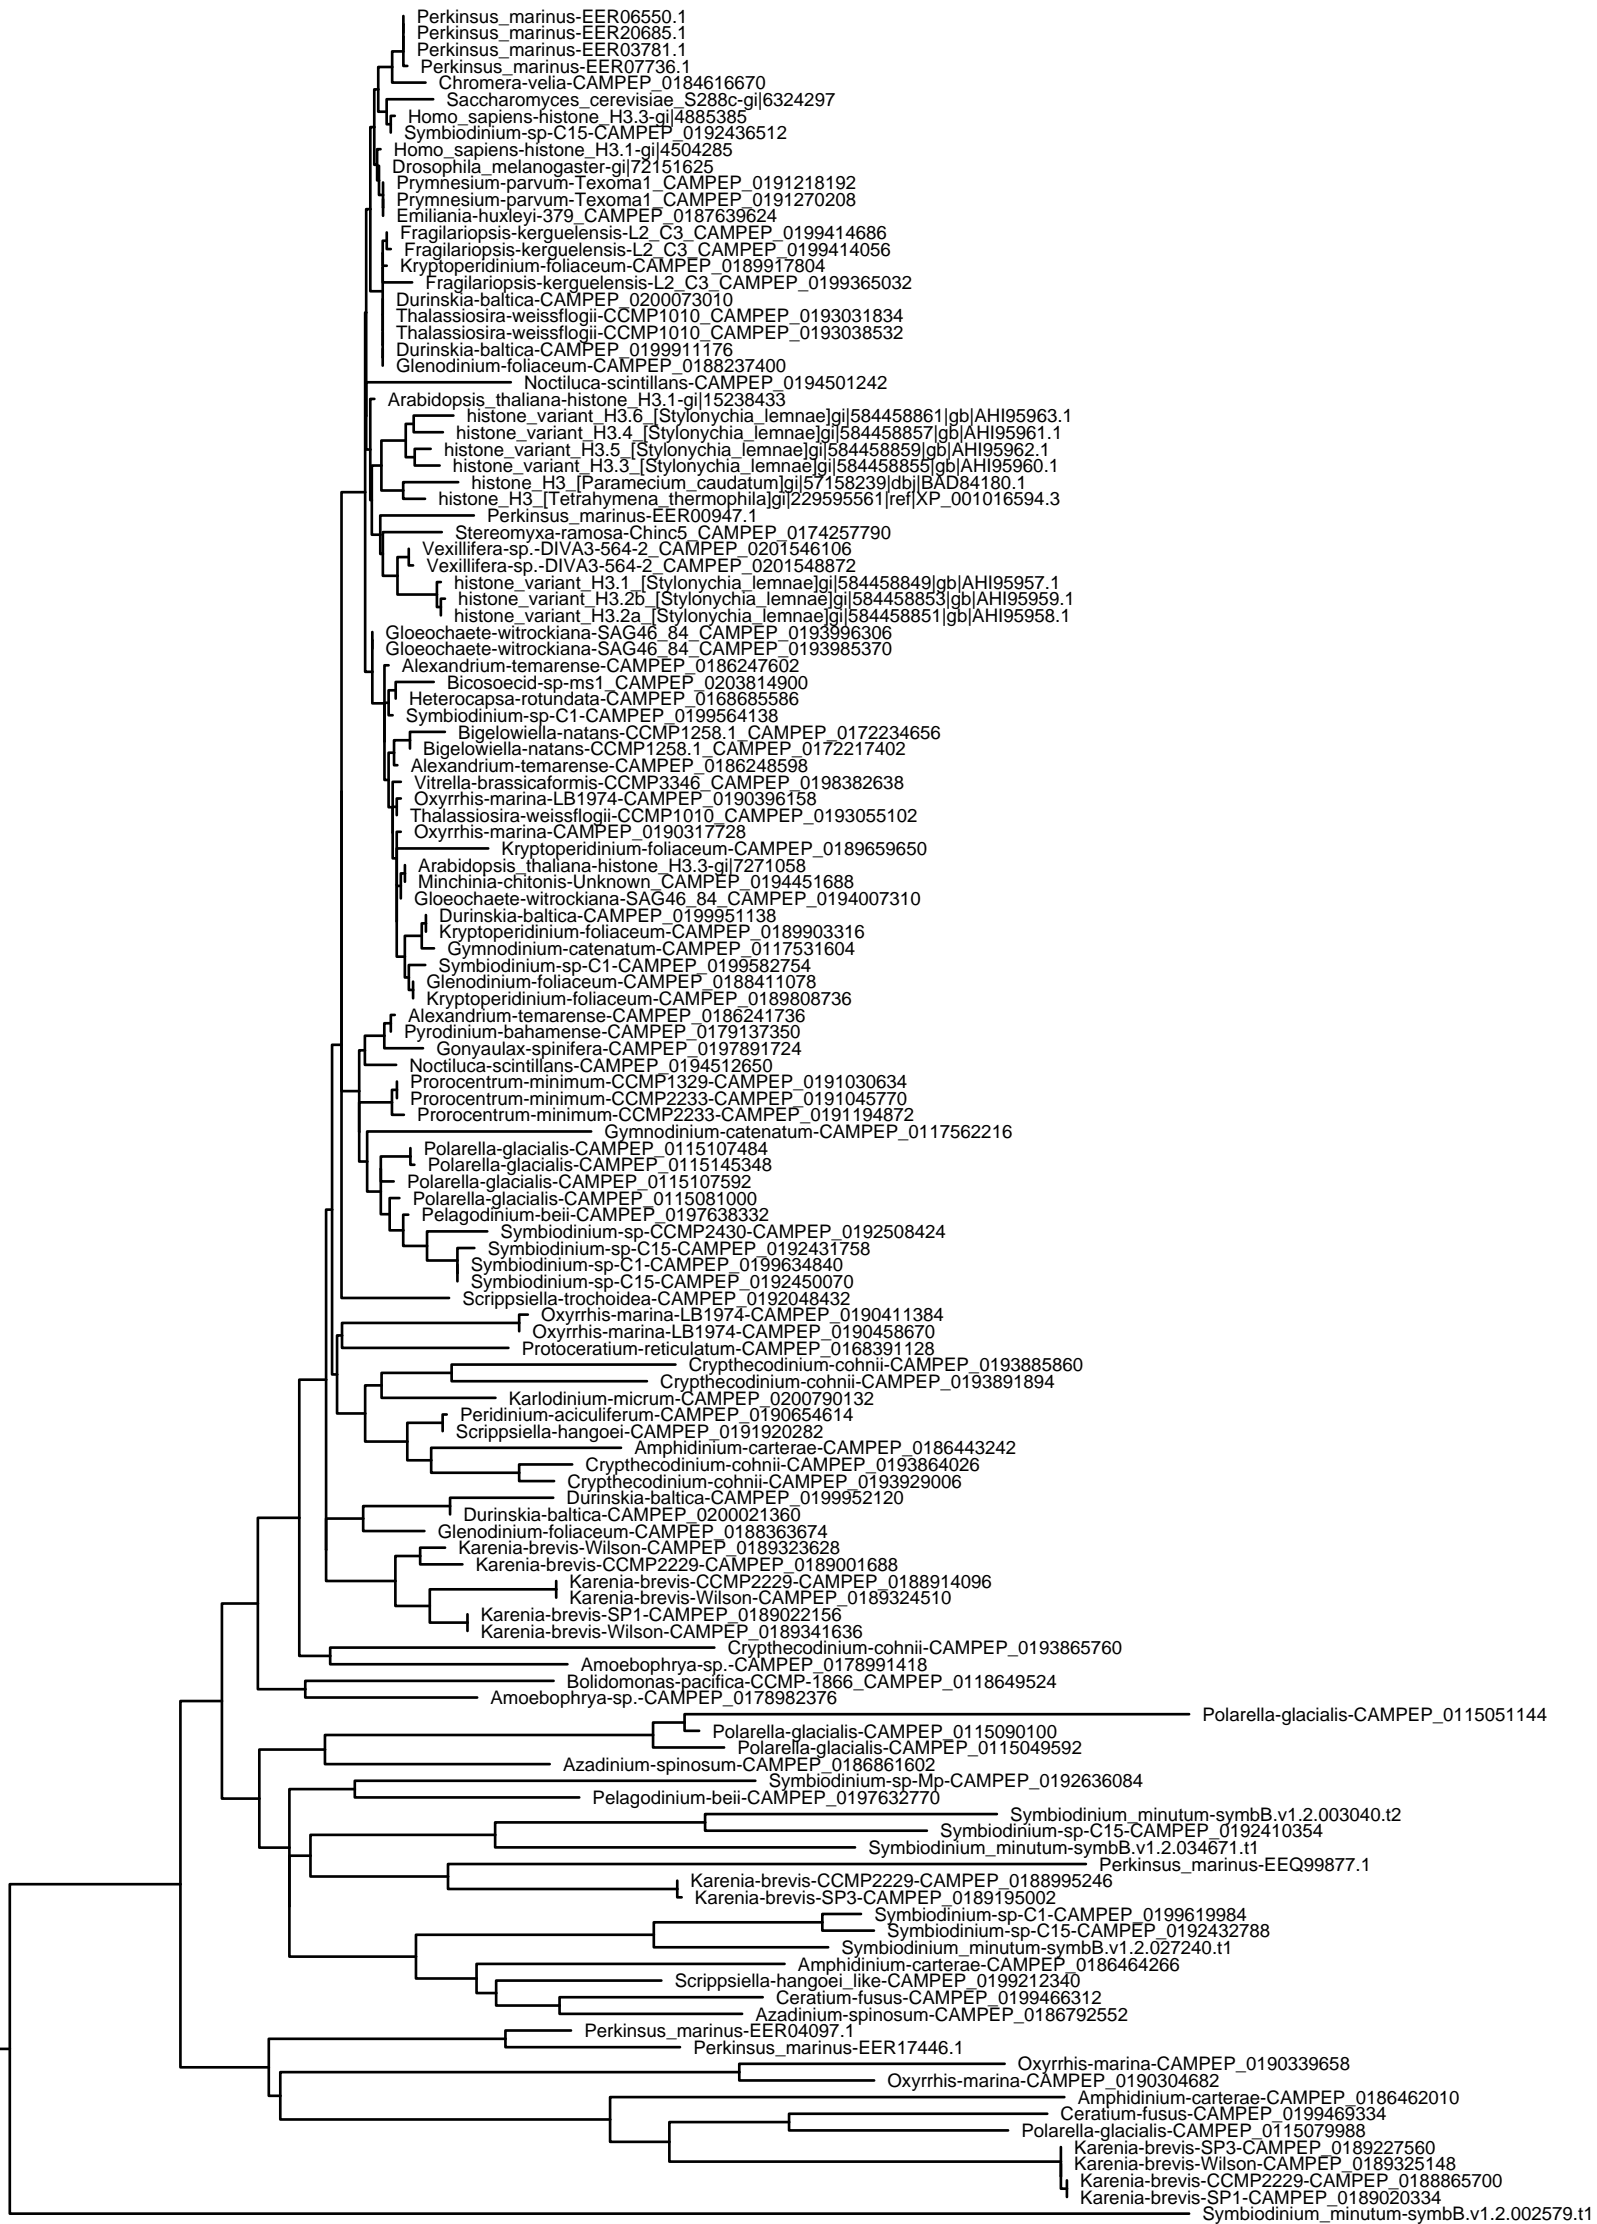 Perkinsus_marinus-EER06550.1
Perkinsus_marinus-EER20685.1
Perkinsus_marinus-EER03781.1
Perkinsus_marinus-EER07736.1
Chromera-velia-CAMPEP_0184616670
Saccharomyces_cerevisiae_S288c-gi|6324297
Homo_sapiens-histone_H3.3-gi|4885385
Symbiodinium-sp-C15-CAMPEP_0192436512
Homo_sapiens-histone_H3.1-gi|4504285
Drosophila_melanogaster-gi|72151625
Prymnesium-parvum-Texoma1_CAMPEP_0191218192
Prymnesium-parvum-Texoma1_CAMPEP_0191270208
Emiliania-huxleyi-379_CAMPEP_0187639624
Fragilariopsis-kerguelensis-L2_C3_CAMPEP_0199414686
Fragilariopsis-kerguelensis-L2_C3_CAMPEP_0199414056
Kryptoperidinium-foliaceum-CAMPEP_0189917804
Fragilariopsis-kerguelensis-L2_C3_CAMPEP_0199365032
Durinskia-baltica-CAMPEP_0200073010
Thalassiosira-weissflogii-CCMP1010_CAMPEP_0193031834
Thalassiosira-weissflogii-CCMP1010_CAMPEP_0193038532
Durinskia-baltica-CAMPEP_0199911176
Glenodinium-foliaceum-CAMPEP_0188237400
Noctiluca-scintillans-CAMPEP_0194501242
Arabidopsis_thaliana-histone_H3.1-gi|15238433
histone_variant_H3.6_[Stylonychia_lemnae]gi|584458861|gb|AHI95963.1
histone_variant_H3.4_[Stylonychia_lemnae]gi|584458857|gb|AHI95961.1
histone_variant_H3.5_[Stylonychia_lemnae]gi|584458859|gb|AHI95962.1
histone_variant_H3.3_[Stylonychia_lemnae]gi|584458855|gb|AHI95960.1
histone_H3_[Paramecium_caudatum]gi|57158239|dbj|BAD84180.1
histone_H3_[Tetrahymena_thermophila]gi|229595561|ref|XP_001016594.3
Perkinsus_marinus-EER00947.1
Stereomyxa-ramosa-Chinc5_CAMPEP_0174257790
Vexillifera-sp.-DIVA3-564-2_CAMPEP_0201546106
Vexillifera-sp.-DIVA3-564-2_CAMPEP_0201548872
histone_variant_H3.1_[Stylonychia_lemnae]gi|584458849|gb|AHI95957.1
histone_variant_H3.2b_[Stylonychia_lemnae]gi|584458853|gb|AHI95959.1
histone_variant_H3.2a_[Stylonychia_lemnae]gi|584458851|gb|AHI95958.1
Gloeochaete-witrockiana-SAG46_84_CAMPEP_0193996306
Gloeochaete-witrockiana-SAG46_84_CAMPEP_0193985370
Alexandrium-temarense-CAMPEP_0186247602
Bicosoecid-sp-ms1_CAMPEP_0203814900
Heterocapsa-rotundata-CAMPEP_0168685586
Symbiodinium-sp-C1-CAMPEP_0199564138
Bigelowiella-natans-CCMP1258.1_CAMPEP_0172234656
Bigelowiella-natans-CCMP1258.1_CAMPEP_0172217402
Alexandrium-temarense-CAMPEP_0186248598
Vitrella-brassicaformis-CCMP3346_CAMPEP_0198382638
Oxyrrhis-marina-LB1974-CAMPEP_0190396158
Thalassiosira-weissflogii-CCMP1010_CAMPEP_0193055102
Oxyrrhis-marina-CAMPEP_0190317728
Kryptoperidinium-foliaceum-CAMPEP_0189659650
Arabidopsis_thaliana-histone_H3.3-gi|7271058
Minchinia-chitonis-Unknown_CAMPEP_0194451688
Gloeochaete-witrockiana-SAG46_84_CAMPEP_0194007310
Durinskia-baltica-CAMPEP_0199951138
Kryptoperidinium-foliaceum-CAMPEP_0189903316
Gymnodinium-catenatum-CAMPEP_0117531604
Symbiodinium-sp-C1-CAMPEP_0199582754
Glenodinium-foliaceum-CAMPEP_0188411078
Kryptoperidinium-foliaceum-CAMPEP_0189808736
Alexandrium-temarense-CAMPEP_0186241736
Pyrodinium-bahamense-CAMPEP_0179137350
Gonyaulax-spinifera-CAMPEP_0197891724
Noctiluca-scintillans-CAMPEP_0194512650
Prorocentrum-minimum-CCMP1329-CAMPEP_0191030634
Prorocentrum-minimum-CCMP2233-CAMPEP_0191045770
Prorocentrum-minimum-CCMP2233-CAMPEP_0191194872
Gymnodinium-catenatum-CAMPEP_0117562216
Polarella-glacialis-CAMPEP_0115107484
Polarella-glacialis-CAMPEP_0115145348
Polarella-glacialis-CAMPEP_0115107592
Polarella-glacialis-CAMPEP_0115081000
Pelagodinium-beii-CAMPEP_0197638332
Symbiodinium-sp-CCMP2430-CAMPEP_0192508424
Symbiodinium-sp-C15-CAMPEP_0192431758
Symbiodinium-sp-C1-CAMPEP_0199634840
Symbiodinium-sp-C15-CAMPEP_0192450070
Scrippsiella-trochoidea-CAMPEP_0192048432
Oxyrrhis-marina-LB1974-CAMPEP_0190411384
Oxyrrhis-marina-LB1974-CAMPEP_0190458670
Protoceratium-reticulatum-CAMPEP_0168391128
Crypthecodinium-cohnii-CAMPEP_0193885860
Crypthecodinium-cohnii-CAMPEP_0193891894
Karlodinium-micrum-CAMPEP_0200790132
Peridinium-aciculiferum-CAMPEP_0190654614
Scrippsiella-hangoei-CAMPEP_0191920282
Amphidinium-carterae-CAMPEP_0186443242
Crypthecodinium-cohnii-CAMPEP_0193864026
Crypthecodinium-cohnii-CAMPEP_0193929006
Durinskia-baltica-CAMPEP_0199952120
Durinskia-baltica-CAMPEP_0200021360
Glenodinium-foliaceum-CAMPEP_0188363674
Karenia-brevis-Wilson-CAMPEP_0189323628
Karenia-brevis-CCMP2229-CAMPEP_0189001688
Karenia-brevis-CCMP2229-CAMPEP_0188914096
Karenia-brevis-Wilson-CAMPEP_0189324510
Karenia-brevis-SP1-CAMPEP_0189022156
Karenia-brevis-Wilson-CAMPEP_0189341636
Crypthecodinium-cohnii-CAMPEP_0193865760
Amoebophrya-sp.-CAMPEP_0178991418
Bolidomonas-pacifica-CCMP-1866_CAMPEP_0118649524
Amoebophrya-sp.-CAMPEP_0178982376
Polarella-glacialis-CAMPEP_0115051144
Polarella-glacialis-CAMPEP_0115090100
Polarella-glacialis-CAMPEP_0115049592
Azadinium-spinosum-CAMPEP_0186861602
Symbiodinium-sp-Mp-CAMPEP_0192636084
Pelagodinium-beii-CAMPEP_0197632770
Symbiodinium_minutum-symbB.v1.2.003040.t2
Symbiodinium-sp-C15-CAMPEP_0192410354
Symbiodinium_minutum-symbB.v1.2.034671.t1
Perkinsus_marinus-EEQ99877.1
Karenia-brevis-CCMP2229-CAMPEP_0188995246
Karenia-brevis-SP3-CAMPEP_0189195002
Symbiodinium-sp-C1-CAMPEP_0199619984
Symbiodinium-sp-C15-CAMPEP_0192432788
Symbiodinium_minutum-symbB.v1.2.027240.t1
Amphidinium-carterae-CAMPEP_0186464266
Scrippsiella-hangoei_like-CAMPEP_0199212340
Ceratium-fusus-CAMPEP_0199466312
Azadinium-spinosum-CAMPEP_0186792552
Perkinsus_marinus-EER04097.1
Perkinsus_marinus-EER17446.1
Oxyrrhis-marina-CAMPEP_0190339658
Oxyrrhis-marina-CAMPEP_0190304682
Amphidinium-carterae-CAMPEP_0186462010
Ceratium-fusus-CAMPEP_0199469334
Polarella-glacialis-CAMPEP_0115079988
Karenia-brevis-SP3-CAMPEP_0189227560
Karenia-brevis-Wilson-CAMPEP_0189325148
Karenia-brevis-CCMP2229-CAMPEP_0188865700
Karenia-brevis-SP1-CAMPEP_0189020334
Symbiodinium_minutum-symbB.v1.2.002579.t1